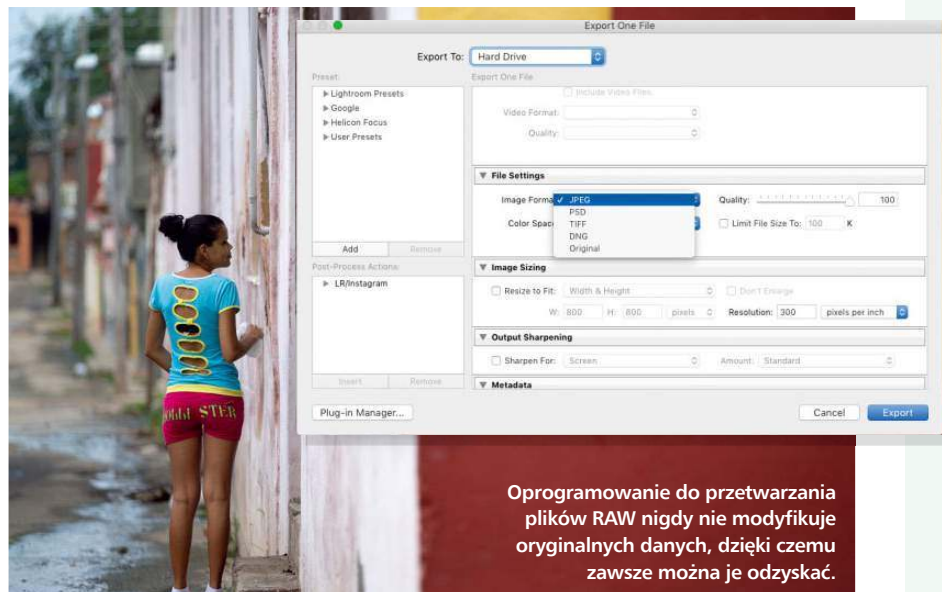 Export One File
Export To: Hard Drive
Preset:
Export One File
▶ Lightroom Presets
▶ Google
▶ Helicon Focus
▶ User Presets
Include Video Files
Video Format:
Quality:
▼ File Settings
Image Forma ✓ JPEG
PSD
TIFF
DNG
Original
Quality: 100
Color Spac
Limit File Size To: 100 K
Add Remove
Post-Process Actions:
▶ LR/Instagram
▼ Image Sizing
Resize to Fit: Width & Height
Don't Enlarge
W: 800 H: 800 pixels Resolution: 300 pixels per inch
▼ Output Sharpening
Sharpen For: Screen Amount: Standard
Insert Remove
▼ Metadata
Plug-in Manager... Cancel Export
STER
Oprogramowanie do przetwarzania
plików RAW nigdy nie modyfikuje
oryginalnych danych, dzięki czemu
zawsze można je odzyskać.